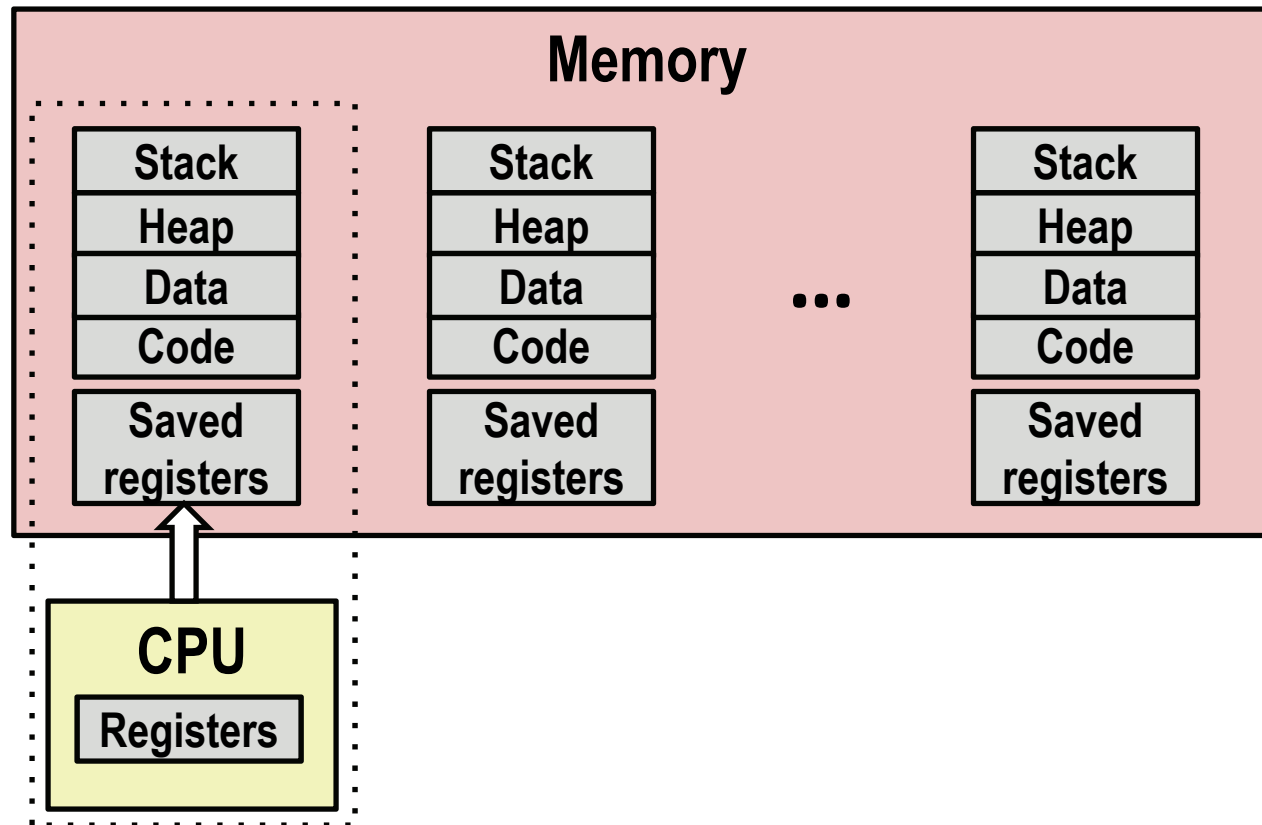 Memory
Stack
Heap
Data
Code
Saved
registers
Stack
Heap
Data
Code
Saved
registers
...
Stack
Heap
Data
Code
Saved
registers
CPU
Registers